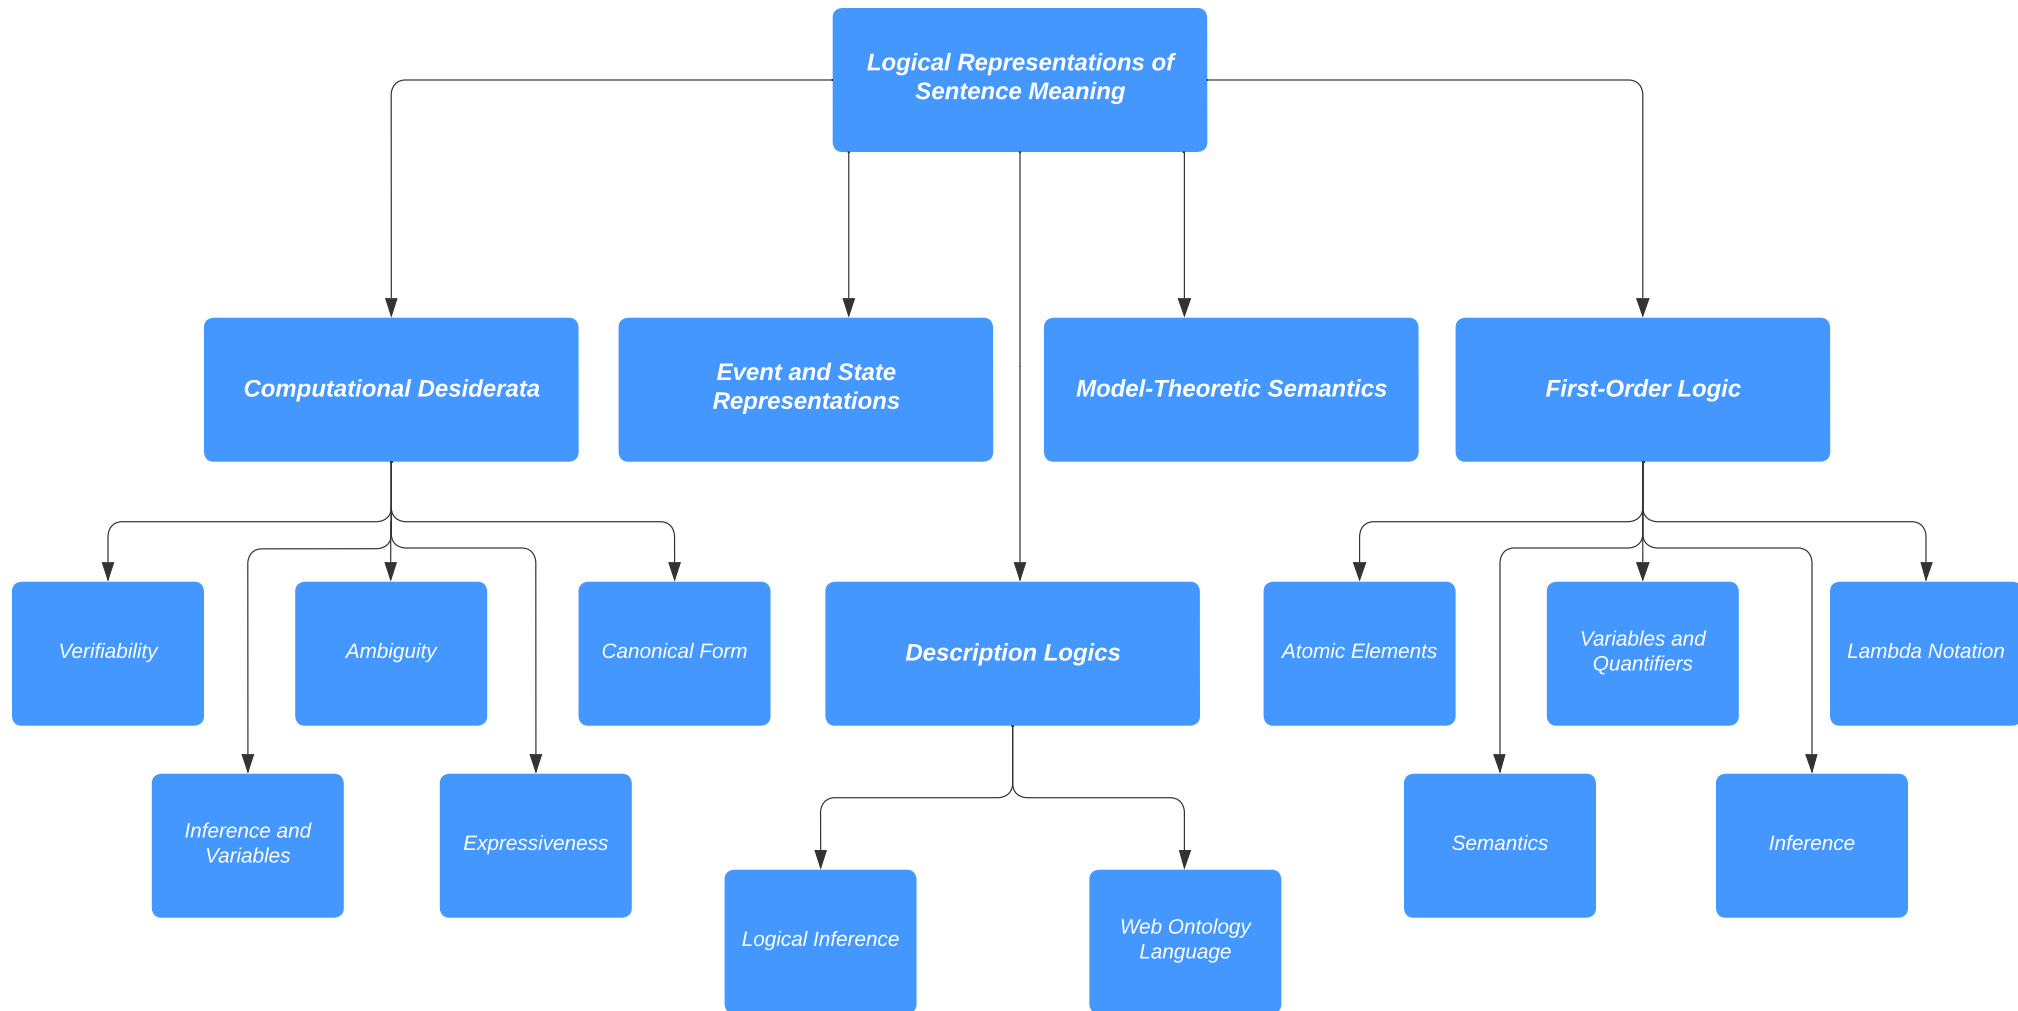 Logical Representations of
Sentence Meaning
Computational Desiderata
Event and State
Representations
Model-Theoretic Semantics
First-Order Logic
Verifiability
Ambiguity
Canonical Form
Description Logics
Atomic Elements
Variables and
Quantifiers
Lambda Notation
Inference and
Variables
Expressiveness
Semantics
Inference
Logical Inference
Web Ontology
Language